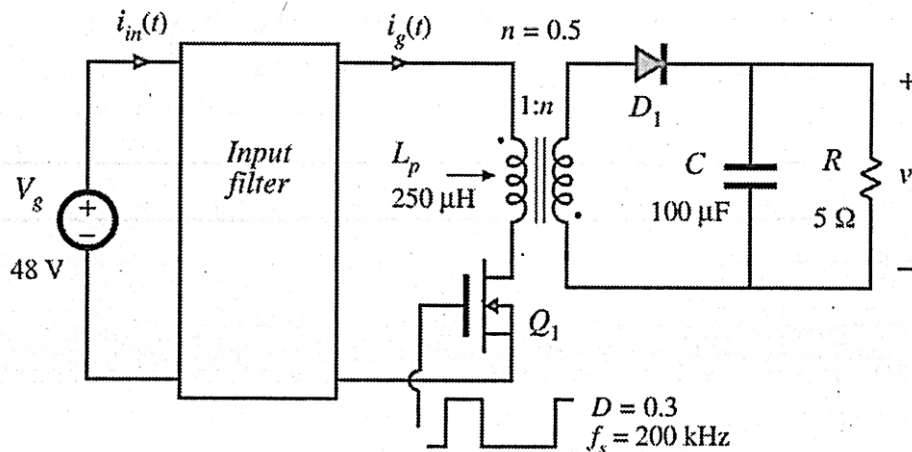 i_in(t)
i_g(t)
n = 0.5
1:n
D₁
+
Input
filter
L_p
250 µH
C
R
v
V_g
+
−
100 µF
5 Ω
48 V
Q₁
−
D = 0.3
f_s = 200 kHz